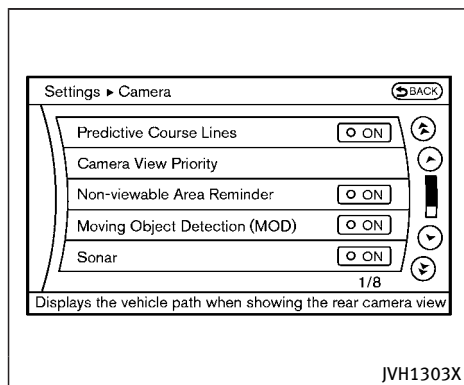 Settings ▸ Camera BACK
Predictive Course Lines ON
Camera View Priority
Non-viewable Area Reminder ON
Moving Object Detection (MOD) ON
Sonar ON
1/8
Displays the vehicle path when showing the rear camera view
JVH1303X